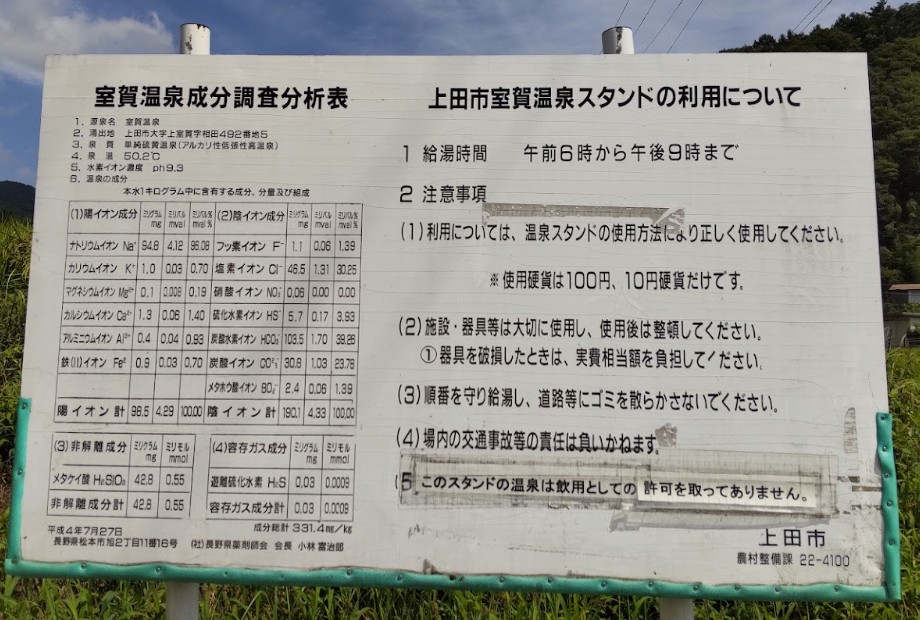 室賀温泉成分調査分析表
1. 源泉名 室賀温泉
2. 湧出地 上田市大字上室賀字相田492番地5
3. 泉質 単純硫黄温泉(アルカリ性低張性高温泉)
4. 泉温 50.2℃
5. 水素イオン濃度 ph9.3
6. 温泉の成分
本水1キログラム中に含有する成分、分量及び組成
(1)陽イオン成分 ミリグラム mg ミリバル mval ミリバル% mval% (2)陰イオン成分 ミリグラム mg ミリバル mval ミリバル% mval%
ナトリウムイオン Na⁺ 94.8 4.12 96.08 フッ素イオン F⁻ 1.1 0.06 1.39
カリウムイオン K⁺ 1.0 0.03 0.70 塩素イオン Cl⁻ 46.5 1.31 30.25
マグネシウムイオン Mg²⁺ 0.1 0.008 0.19 硝酸イオン NO₃⁻ 0.06 0.00 0.00
カルシウムイオン Ca²⁺ 1.3 0.06 1.40 硫化水素イオン HS⁻ 5.7 0.17 3.93
アルミニウムイオン Al³⁺ 0.4 0.04 0.93 炭酸水素イオン HCO₃⁻ 103.5 1.70 39.26
鉄(II)イオン Fe² 0.9 0.03 0.70 炭酸イオン CO₃²⁻ 30.8 1.03 23.78
メタホウ酸イオン BO₂⁻ 2.4 0.06 1.39
陽イオン計 98.5 4.29 100.00 陰イオン計 190.1 4.33 100.00
(3)非解離成分 ミリグラム mg ミリモル mmol (4)容存ガス成分 ミリグラム mg ミリモル mmol
メタケイ酸 H₂SiO₃ 42.8 0.55 遊離硫化水素 H₂S 0.03 0.0009
非解離成分計 42.8 0.55 容存ガス成分計 0.03 0.0009
成分総計 331.4mg/kg
平成4年7月27日
長野県松本市旭2丁目11番16号 (社)長野県薬剤師会 会長 小林富治郎
上田市室賀温泉スタンドの利用について
1 給湯時間 午前6時から午後9時まで
2 注意事項
(1)利用については、温泉スタンドの使用方法により正しく使用してください。
※使用硬貨は100円、10円硬貨だけです。
(2)施設・器具等は大切に使用し、使用後は整頓してください。
①器具を破損したときは、実費相当額を負担してください。
(3)順番を守り給湯し、道路等にゴミを散らかさないでください。
(4)場内の交通事故等の責任は負いかねます。
(5 このスタンドの温泉は飲用としての 許可を取ってありません。
上田市
農村整備課 22-4100